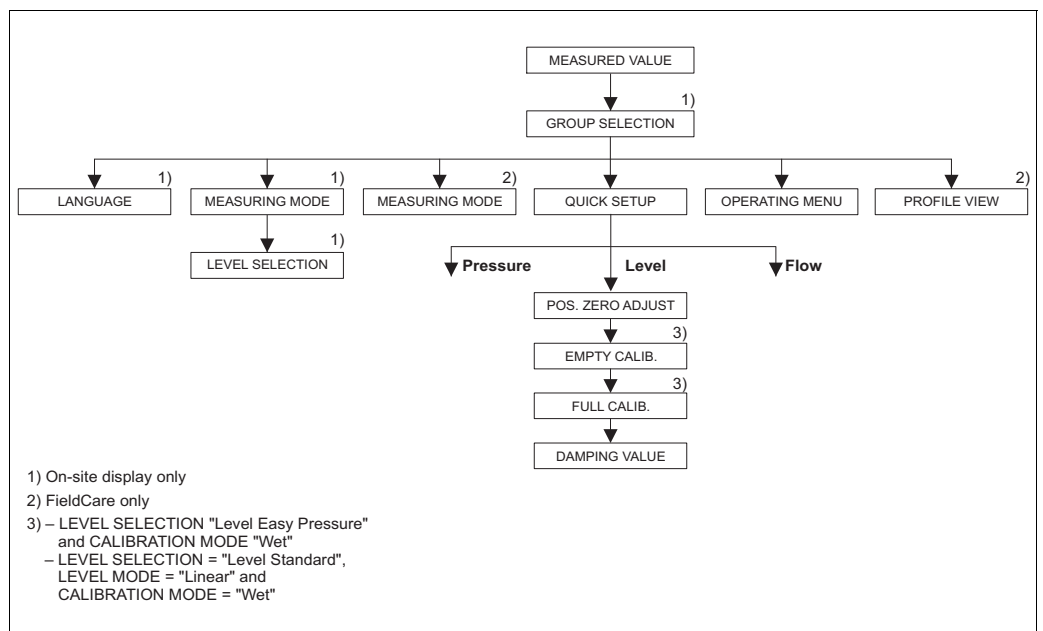 MEASURED VALUE
1)
GROUP SELECTION
1)
1)
2)
2)
LANGUAGE
MEASURING MODE
MEASURING MODE
QUICK SETUP
OPERATING MENU
PROFILE VIEW
1)
LEVEL SELECTION
Pressure
Level
Flow
POS. ZERO ADJUST
3)
EMPTY CALIB.
3)
FULL CALIB.
DAMPING VALUE
1) On-site display only
2) FieldCare only
3) – LEVEL SELECTION "Level Easy Pressure"
and CALIBRATION MODE "Wet"
– LEVEL SELECTION = "Level Standard",
LEVEL MODE = "Linear" and
CALIBRATION MODE = "Wet"